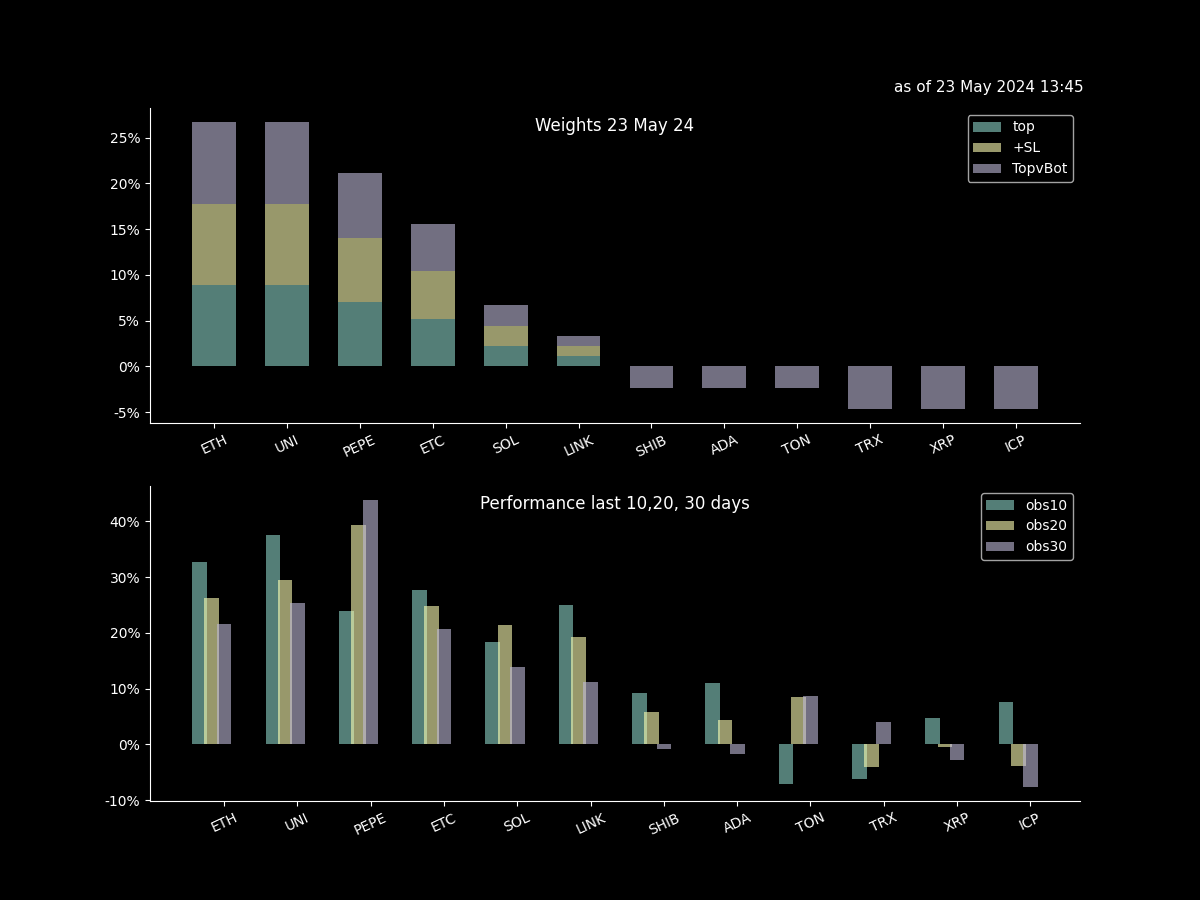 as of 23 May 2024 13:45
Weights 23 May 24
top
+SL
TopvBot
25%
20%
15%
10%
5%
0%
-5%
ETH UNI PEPE ETC SOL LINK SHIB ADA TON TRX XRP ICP
Performance last 10,20, 30 days
obs10
obs20
obs30
40%
30%
20%
10%
0%
-10%
ETH UNI PEPE ETC SOL LINK SHIB ADA TON TRX XRP ICP